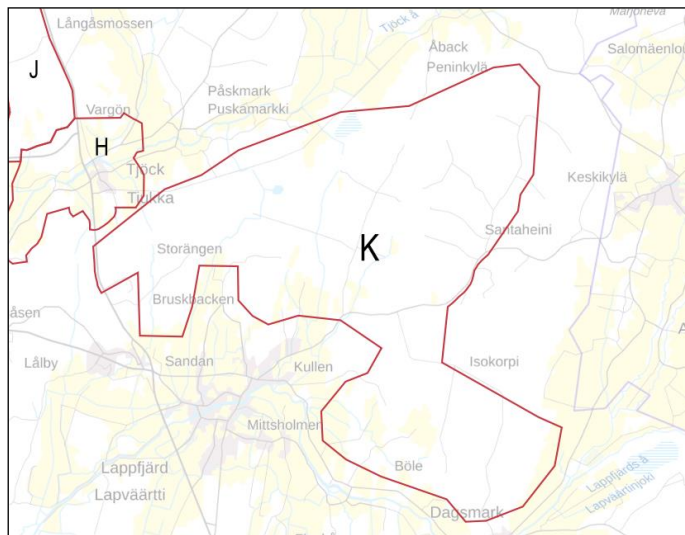 Långåsmossen
Tjöck å
Åback
Peninkylä
Salomäenlo
J
Vargön
Påskmark
Puskamarkki
H
Tjöck
Tiukka
Keskikylä
Santaheini
Storängen
K
Bruskbacken
åsen
Lålby
Sandan
Kullen
Isokorpi
A
Mittsholmen
Lappfjärd
Lapväärtti
Böle
Lappfjärds å
Lapväärtinjoki
Dagsmark